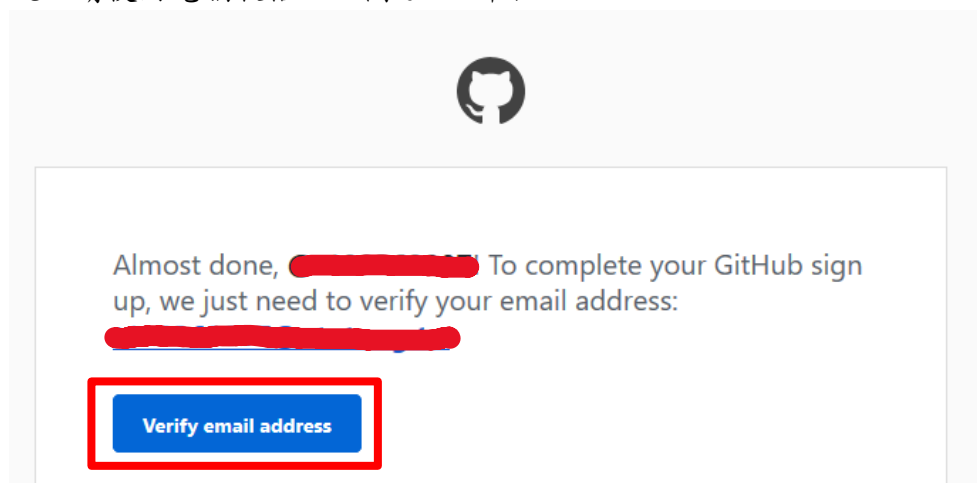 Almost done, To complete your GitHub sign
up, we just need to verify your email address:
Verify email address